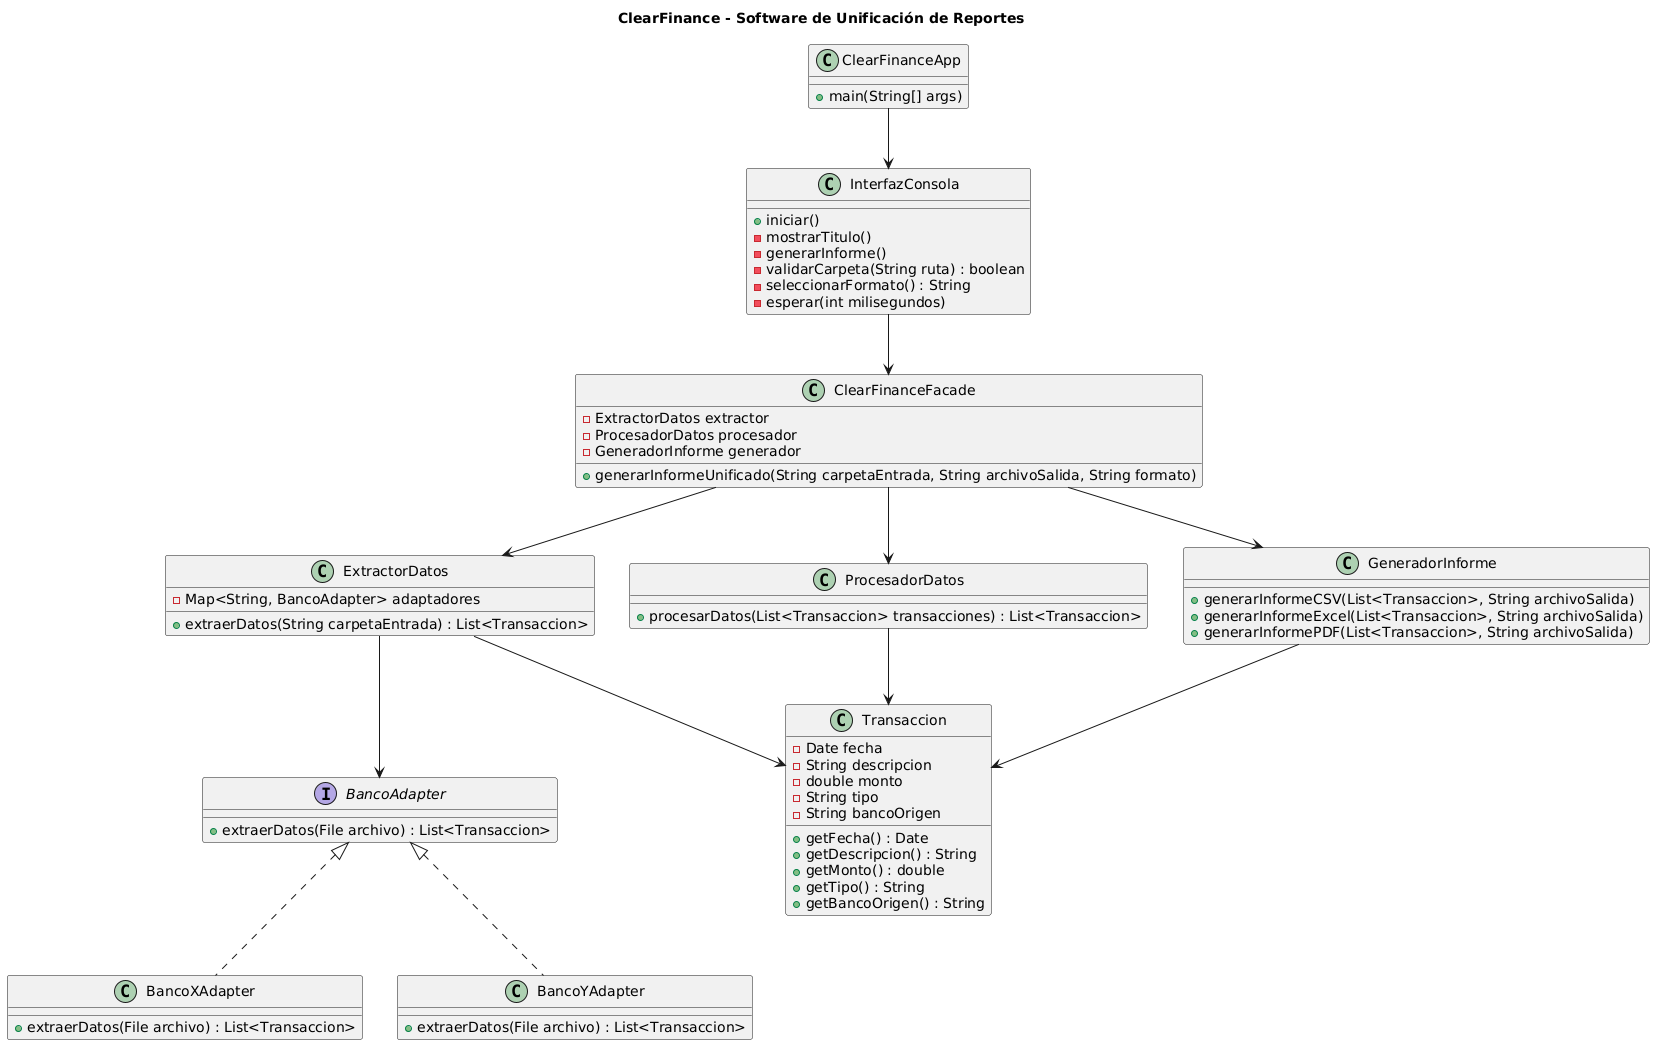 ClearFinance - Software de Unificación de Reportes
C ClearFinanceApp
main(String[] args)
C InterfazConsola
iniciar()
mostrarTitulo()
generarInforme()
validarCarpeta(String ruta) : boolean
seleccionarFormato() : String
esperar(int milisegundos)
C ClearFinanceFacade
ExtractorDatos extractor
ProcesadorDatos procesador
GeneradorInforme generador
generarInformeUnificado(String carpetaEntrada, String archivoSalida, String formato)
C ExtractorDatos
Map<String, BancoAdapter> adaptadores
extraerDatos(String carpetaEntrada) : List<Transaccion>
C ProcesadorDatos
procesarDatos(List<Transaccion> transacciones) : List<Transaccion>
C GeneradorInforme
generarInformeCSV(List<Transaccion>, String archivoSalida)
generarInformeExcel(List<Transaccion>, String archivoSalida)
generarInformePDF(List<Transaccion>, String archivoSalida)
C Transaccion
Date fecha
String descripcion
double monto
String tipo
String bancoOrigen
getFecha() : Date
getDescripcion() : String
getMonto() : double
getTipo() : String
getBancoOrigen() : String
I BancoAdapter
extraerDatos(File archivo) : List<Transaccion>
C BancoXAdapter
extraerDatos(File archivo) : List<Transaccion>
C BancoYAdapter
extraerDatos(File archivo) : List<Transaccion>